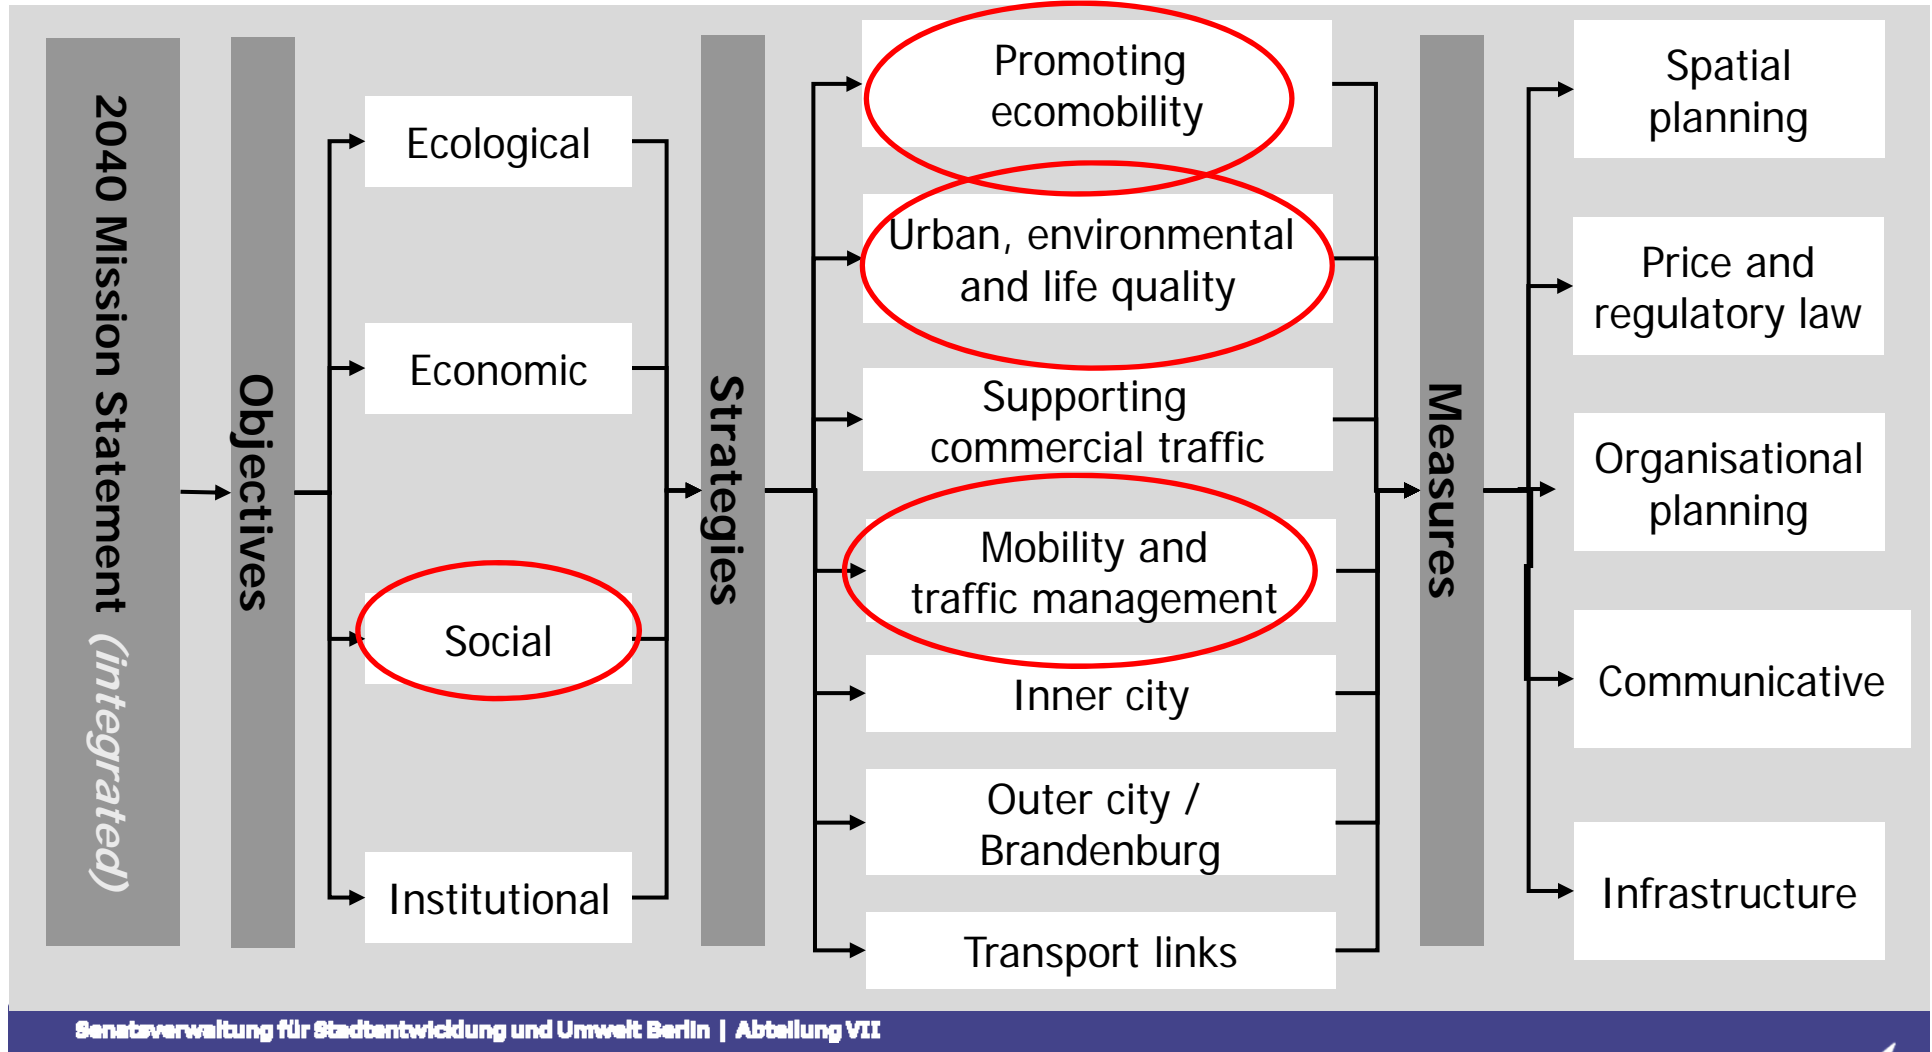 2040 Mission Statement (integrated)
Objectives
Ecological
Economic
Social
Institutional
Strategies
Promoting
ecomobility
Urban, environmental
and life quality
Supporting
commercial traffic
Mobility and
traffic management
Inner city
Outer city /
Brandenburg
Transport links
Measures
Spatial
planning
Price and
regulatory law
Organisational
planning
Communicative
Infrastructure
Senatsverwaltung für Stadtentwicklung und Umwelt Berlin | Abteilung VII